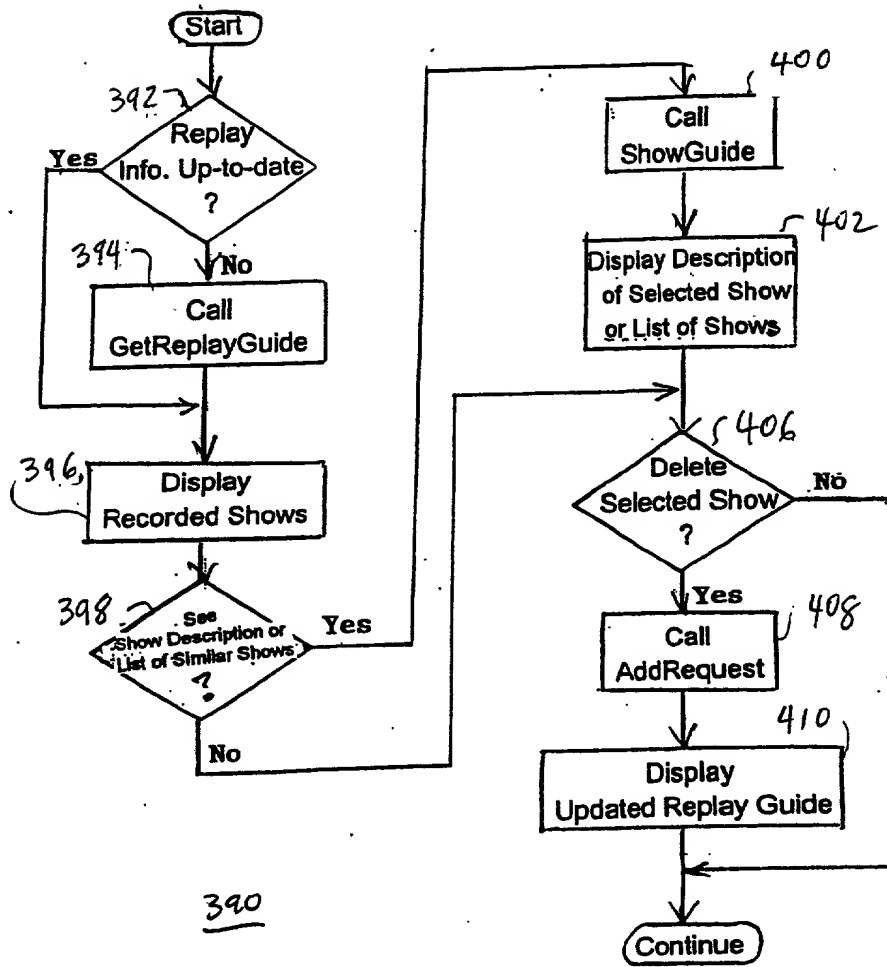 Start
392
Replay
Info. Up-to-date
?
Yes
No
394
Call
GetReplayGuide
396
Display
Recorded Shows
398
See
Show Description or
List of Similar Shows
?
Yes
No
390
400
Call
ShowGuide
402
Display Description
of Selected Show
or List of Shows
406
Delete
Selected Show
?
No
Yes
408
Call
AddRequest
410
Display
Updated Replay Guide
Continue